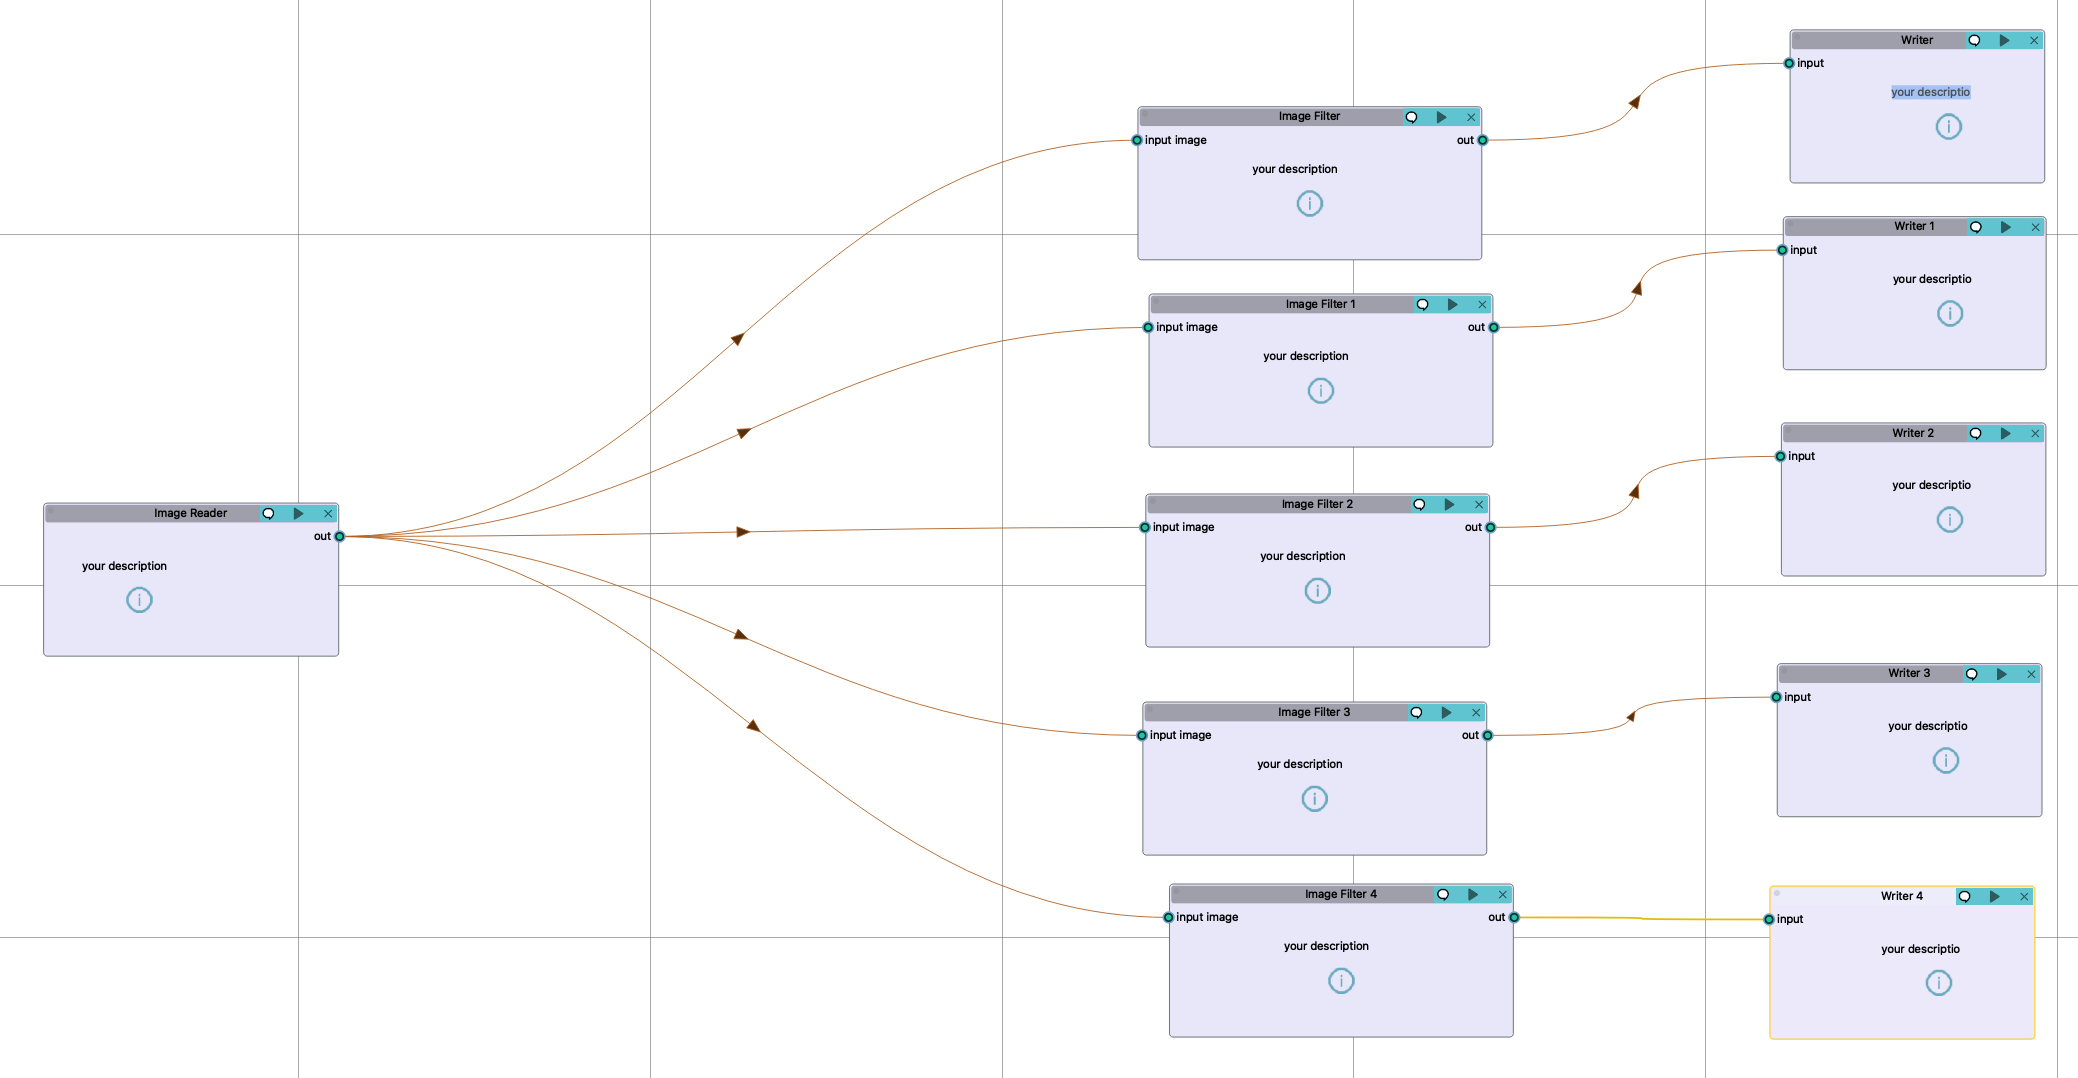 Writer
input
your descriptio
Image Filter
input image
out
your description
Writer 1
input
your descriptio
Image Filter 1
input image
out
your description
Writer 2
input
your descriptio
Image Reader
out
your description
Image Filter 2
input image
out
your description
Writer 3
input
your descriptio
Image Filter 3
input image
out
your description
Image Filter 4
input image
out
your description
Writer 4
input
your descriptio